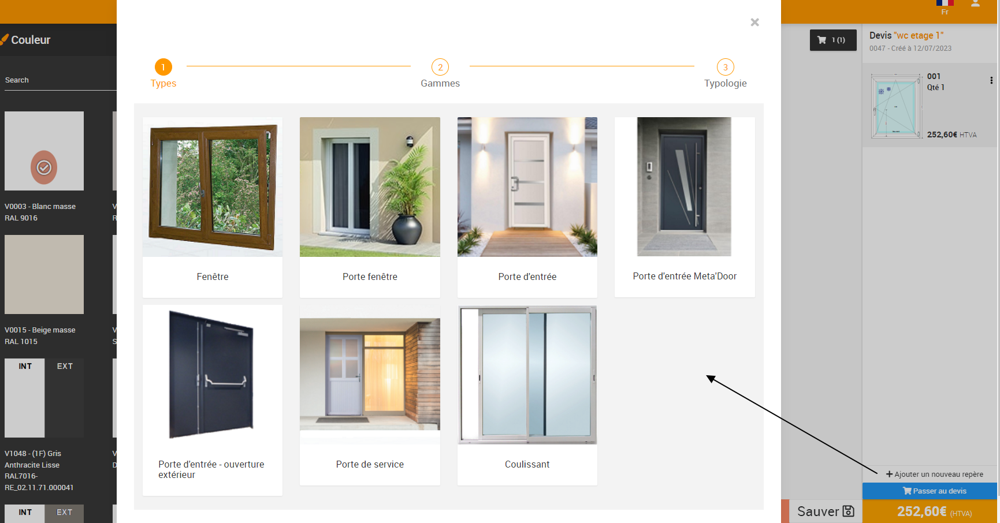 Fr
Couleur
Search
V0003 - Blanc masse
RAL 9016
V0015 - Beige masse
RAL 1015
INT EXT
V1048 - (1F) Gris
Anthracite Lisse
RAL7016-
RE_02.11.71.000041
INT EXT
1
Types
2
Gammes
3
Typologie
Fenêtre
Porte fenêtre
Porte d'entrée
Porte d'entrée Meta'Door
Porte d'entrée - ouverture
extérieur
Porte de service
Coulissant
1 (1)
Devis "wc etage 1"
0047 - Créé à 12/07/2023
001
Qté 1
252,60€ HTVA
Ajouter un nouveau repère
Passer au devis
Sauver
252,60€ (HTVA)